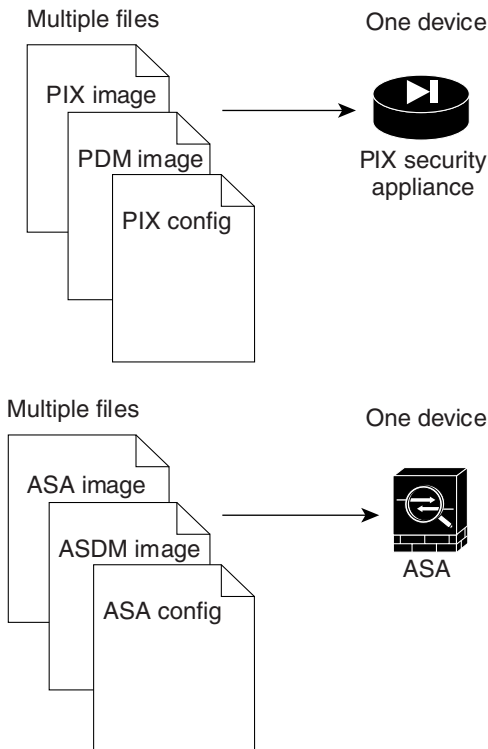 Multiple files
One device
PIX image
PDM image
PIX config
PIX security
appliance
Multiple files
One device
ASA image
ASDM image
ASA config
ASA